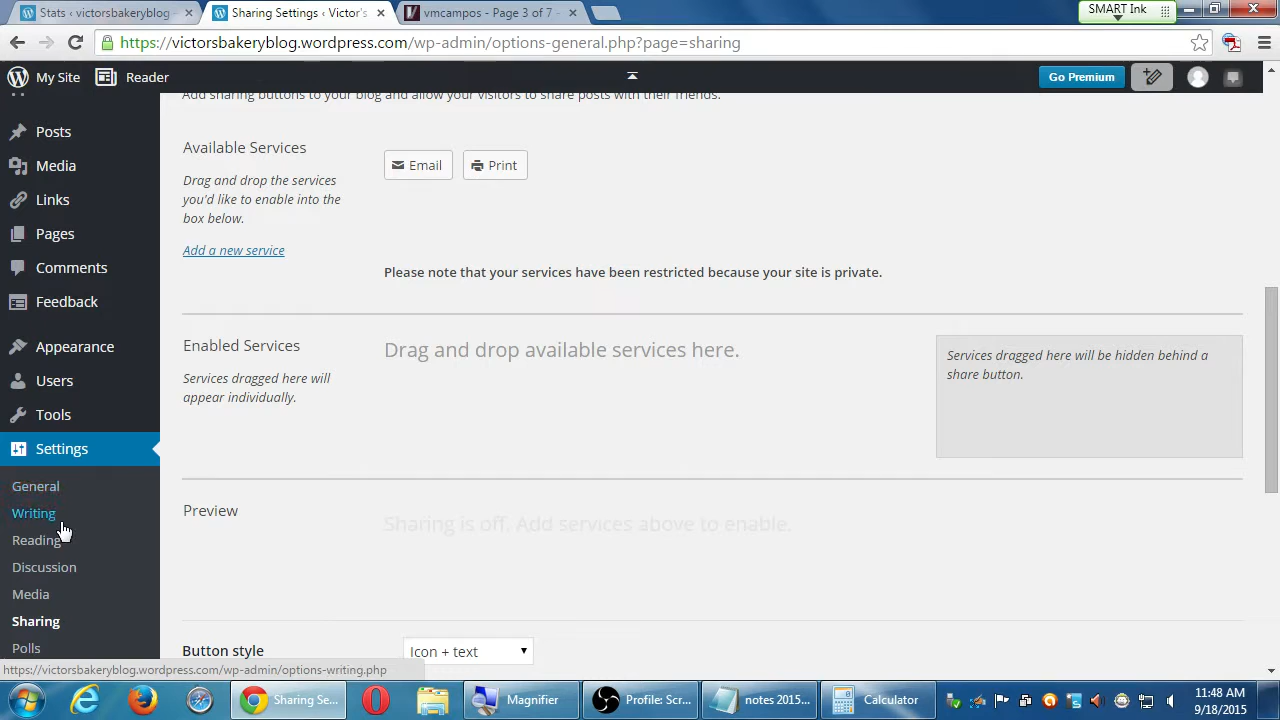 Stats ‹ victorsbakeryblog
Sharing Settings ‹ Victor's
vmcampos - Page 3 of 7 -
SMART Ink
https://victorsbakeryblog.wordpress.com/wp-admin/options-general.php?page=sharing
My Site
Reader
Go Premium
Add sharing buttons to your blog and allow your visitors to share posts with their friends.
Posts
Media
Links
Pages
Comments
Feedback
Appearance
Users
Tools
Settings
General
Writing
Reading
Discussion
Media
Sharing
Polls
Available Services
Drag and drop the services
you'd like to enable into the
box below.
Add a new service
Email
Print
Please note that your services have been restricted because your site is private.
Enabled Services
Services dragged here will
appear individually.
Drag and drop available services here.
Services dragged here will be hidden behind a
share button.
Preview
Sharing is off. Add services above to enable.
Button style
Icon + text
https://victorsbakeryblog.wordpress.com/wp-admin/options-writing.php
Sharing Se...
Magnifier
Profile: Scr...
notes 2015...
Calculator
11:48 AM
9/18/2015